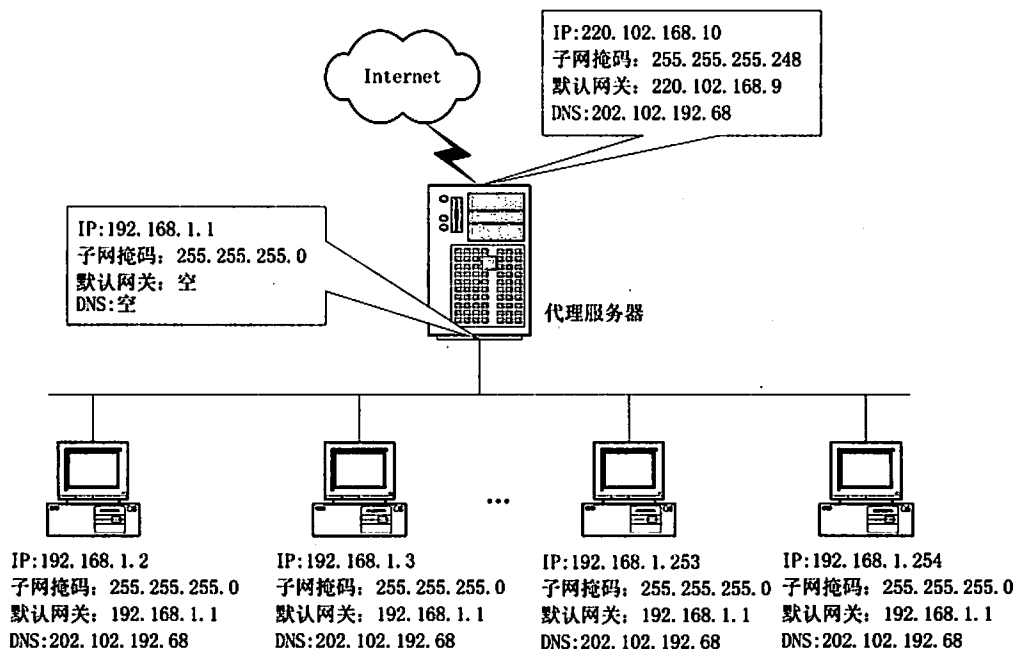 IP:220.102.168.10
子网掩码：255.255.255.248
默认网关：220.102.168.9
DNS:202.102.192.68
Internet
IP:192.168.1.1
子网掩码：255.255.255.0
默认网关：空
DNS:空
代理服务器
...
IP:192.168.1.2
子网掩码：255.255.255.0
默认网关：192.168.1.1
DNS:202.102.192.68
IP:192.168.1.3
子网掩码：255.255.255.0
默认网关：192.168.1.1
DNS:202.102.192.68
IP:192.168.1.253
子网掩码：255.255.255.0
默认网关：192.168.1.1
DNS:202.102.192.68
IP:192.168.1.254
子网掩码：255.255.255.0
默认网关：192.168.1.1
DNS:202.102.192.68